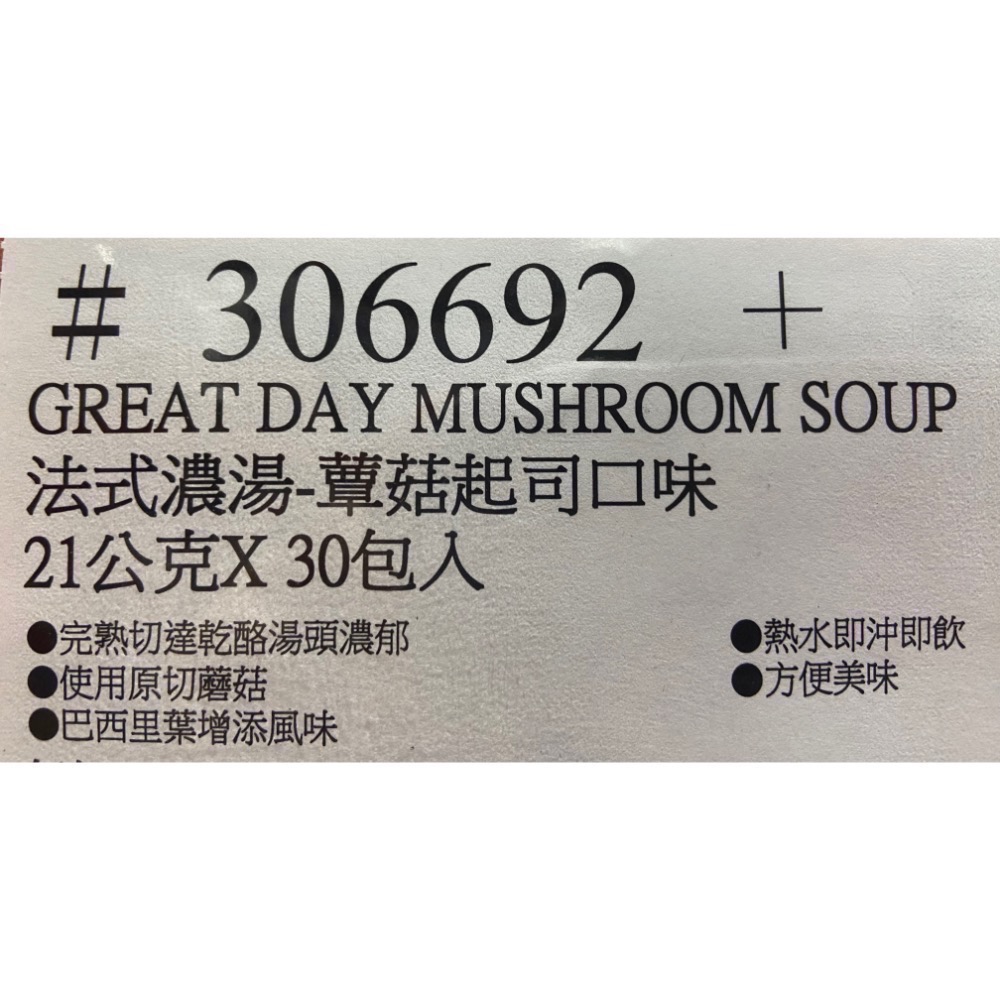 # 306692 +
GREAT DAY MUSHROOM SOUP
法式濃湯-蕈菇起司口味
21公克X 30包入
●完熟切達乾酪湯頭濃郁
●使用原切蘑菇
●巴西里葉增添風味
●熱水即沖即飲
●方便美味